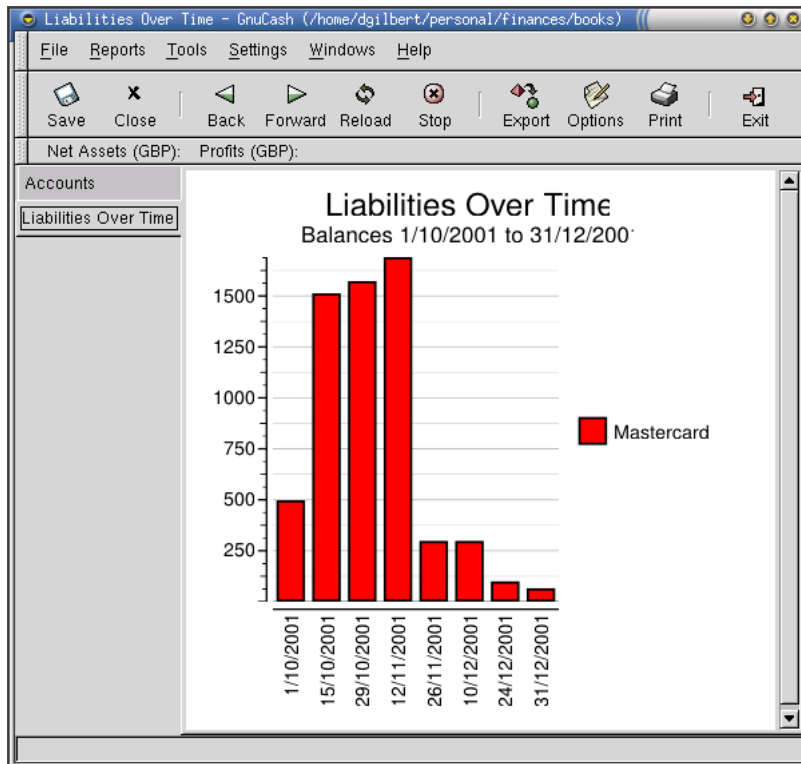 Liabilities Over Time - GnuCash (/home/dgilbert/personal/finances/books)
File Reports Tools Settings Windows Help
Save Close Back Forward Reload Stop Export Options Print Exit
Net Assets (GBP): Profits (GBP):
Accounts
Liabilities Over Time
Liabilities Over Time
Balances 1/10/2001 to 31/12/200
1500
1250
1000
750
500
250
Mastercard
1/10/2001
15/10/2001
29/10/2001
12/11/2001
26/11/2001
10/12/2001
24/12/2001
31/12/2001